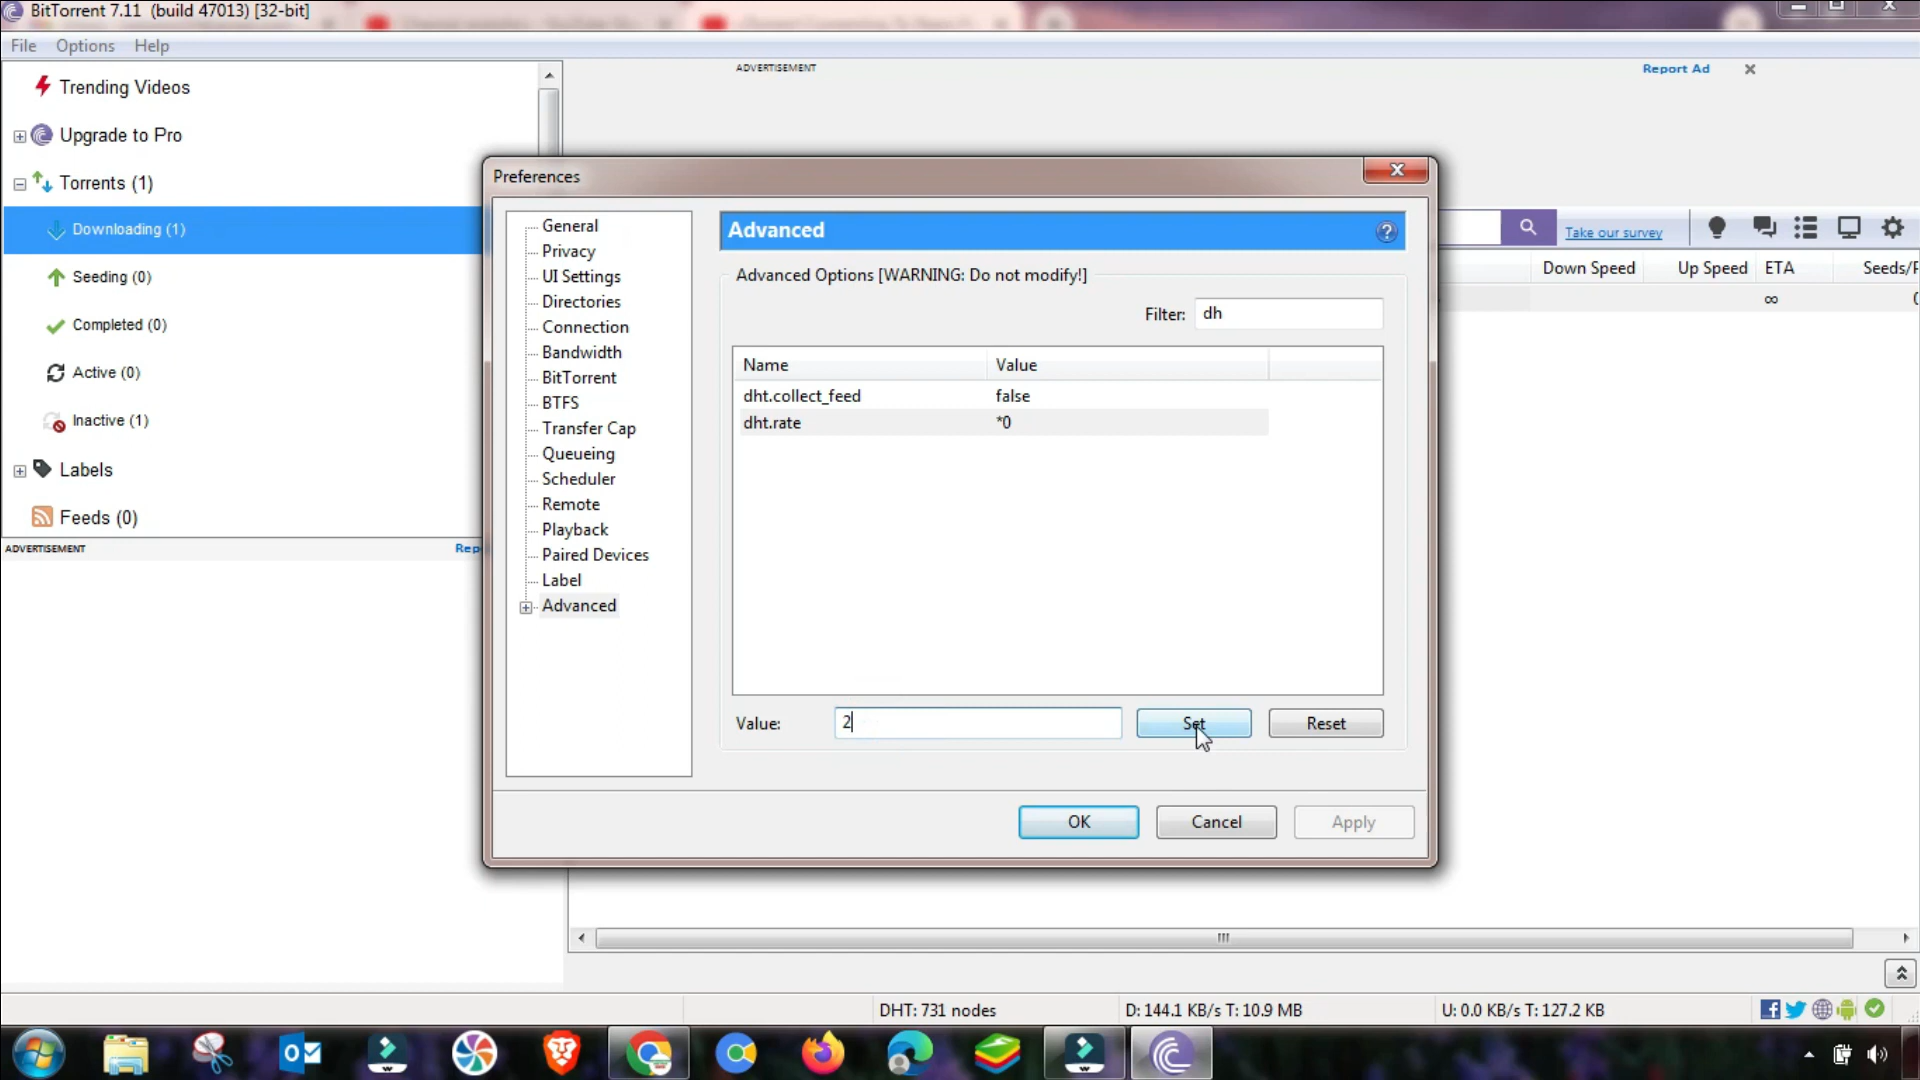 BitTorrent 7.11 (build 47013) [32-bit]
File Options Help
Trending Videos
Upgrade to Pro
Torrents (1)
Downloading (1)
Seeding (0)
Completed (0)
Active (0)
Inactive (1)
Labels
Feeds (0)
ADVERTISEMENT
Rep
ADVERTISEMENT
Report Ad
Take our survey
Down Speed Up Speed ETA Seeds/P
∞
Preferences
General
Privacy
UI Settings
Directories
Connection
Bandwidth
BitTorrent
BTFS
Transfer Cap
Queueing
Scheduler
Remote
Playback
Paired Devices
Label
Advanced
Advanced
Advanced Options [WARNING: Do not modify!]
Filter: dh
Name Value
dht.collect_feed false
dht.rate *0
Value: 2 Set Reset
OK Cancel Apply
DHT: 731 nodes D: 144.1 KB/s T: 10.9 MB U: 0.0 KB/s T: 127.2 KB